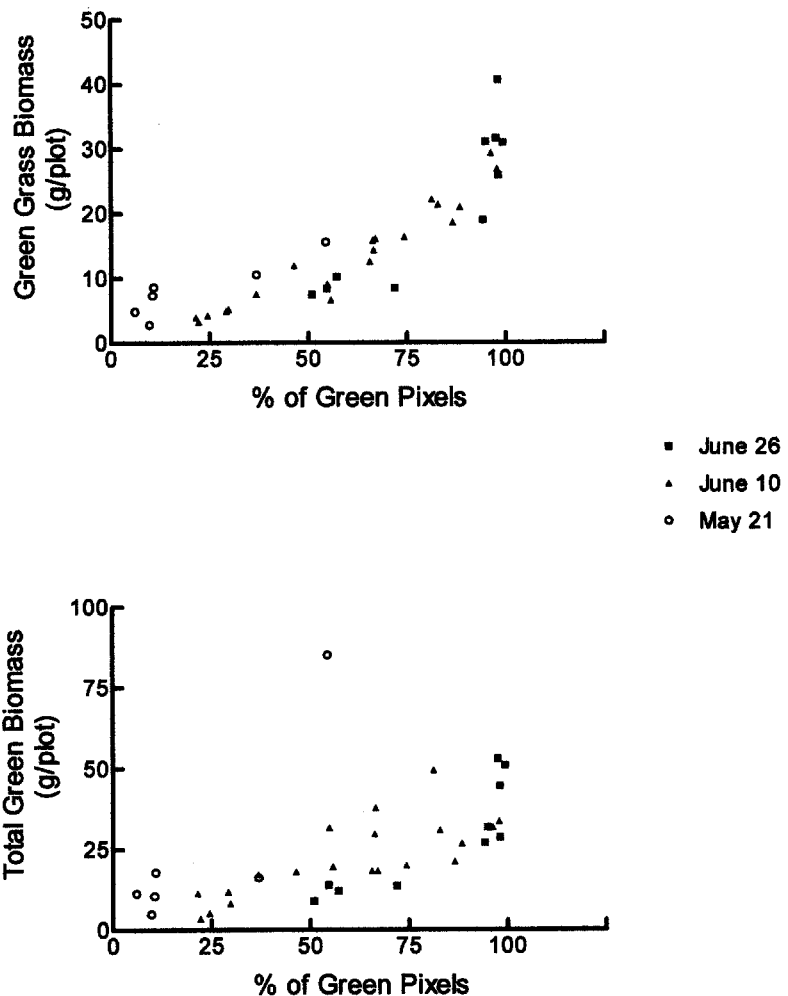 50
40
30
20
10
0
0 25 50 75 100
Green Grass Biomass
(g/plot)
% of Green Pixels
June 26
June 10
May 21
100
75
50
25
0
0 25 50 75 100
Total Green Biomass
(g/plot)
% of Green Pixels